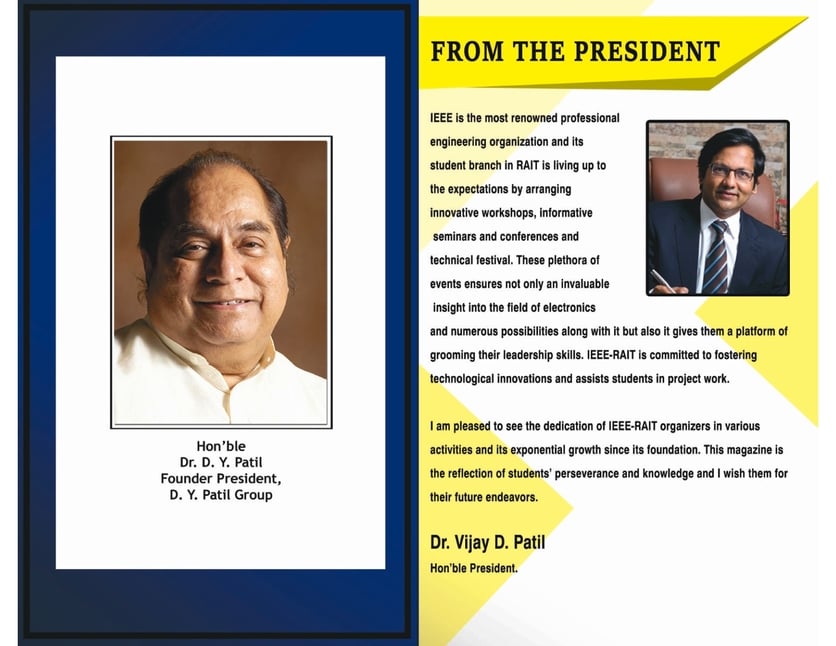 Hon'ble
Dr. D. Y. Patil
Founder President,
D. Y. Patil Group
FROM THE PRESIDENT
IEEE is the most renowned professional
engineering organization and its
student branch in RAIT is living up to
the expectations by arranging
innovative workshops, informative
seminars and conferences and
technical festival. These plethora of
events ensures not only an invaluable
insight into the field of electronics
and numerous possibilities along with it but also it gives them a platform of
grooming their leadership skills. IEEE-RAIT is committed to fostering
technological innovations and assists students in project work.
I am pleased to see the dedication of IEEE-RAIT organizers in various
activities and its exponential growth since its foundation. This magazine is
the reflection of students' perseverance and knowledge and I wish them for
their future endeavors.
Dr. Vijay D. Patil
Hon'ble President.